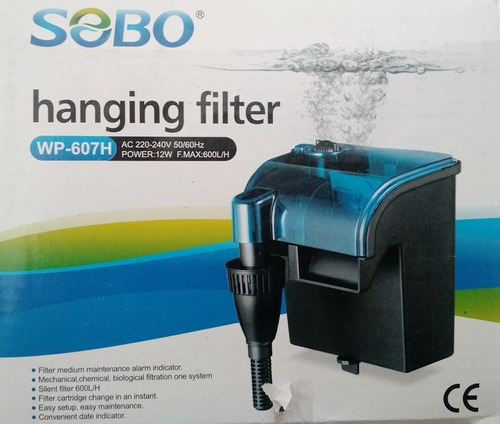 SOBO®
hanging filter
WP-607H AC 220-240V 50/60Hz
POWER:12W F.MAX:600L/H
• Filter medium maintenance alarm indicator.
• Mechanical,chemical, biological filtration one system
• Silent filter 600L/H
• Filter cartridge change in an instant.
• Easy setup, easy maintenance.
• Convenient date indicator.
CE